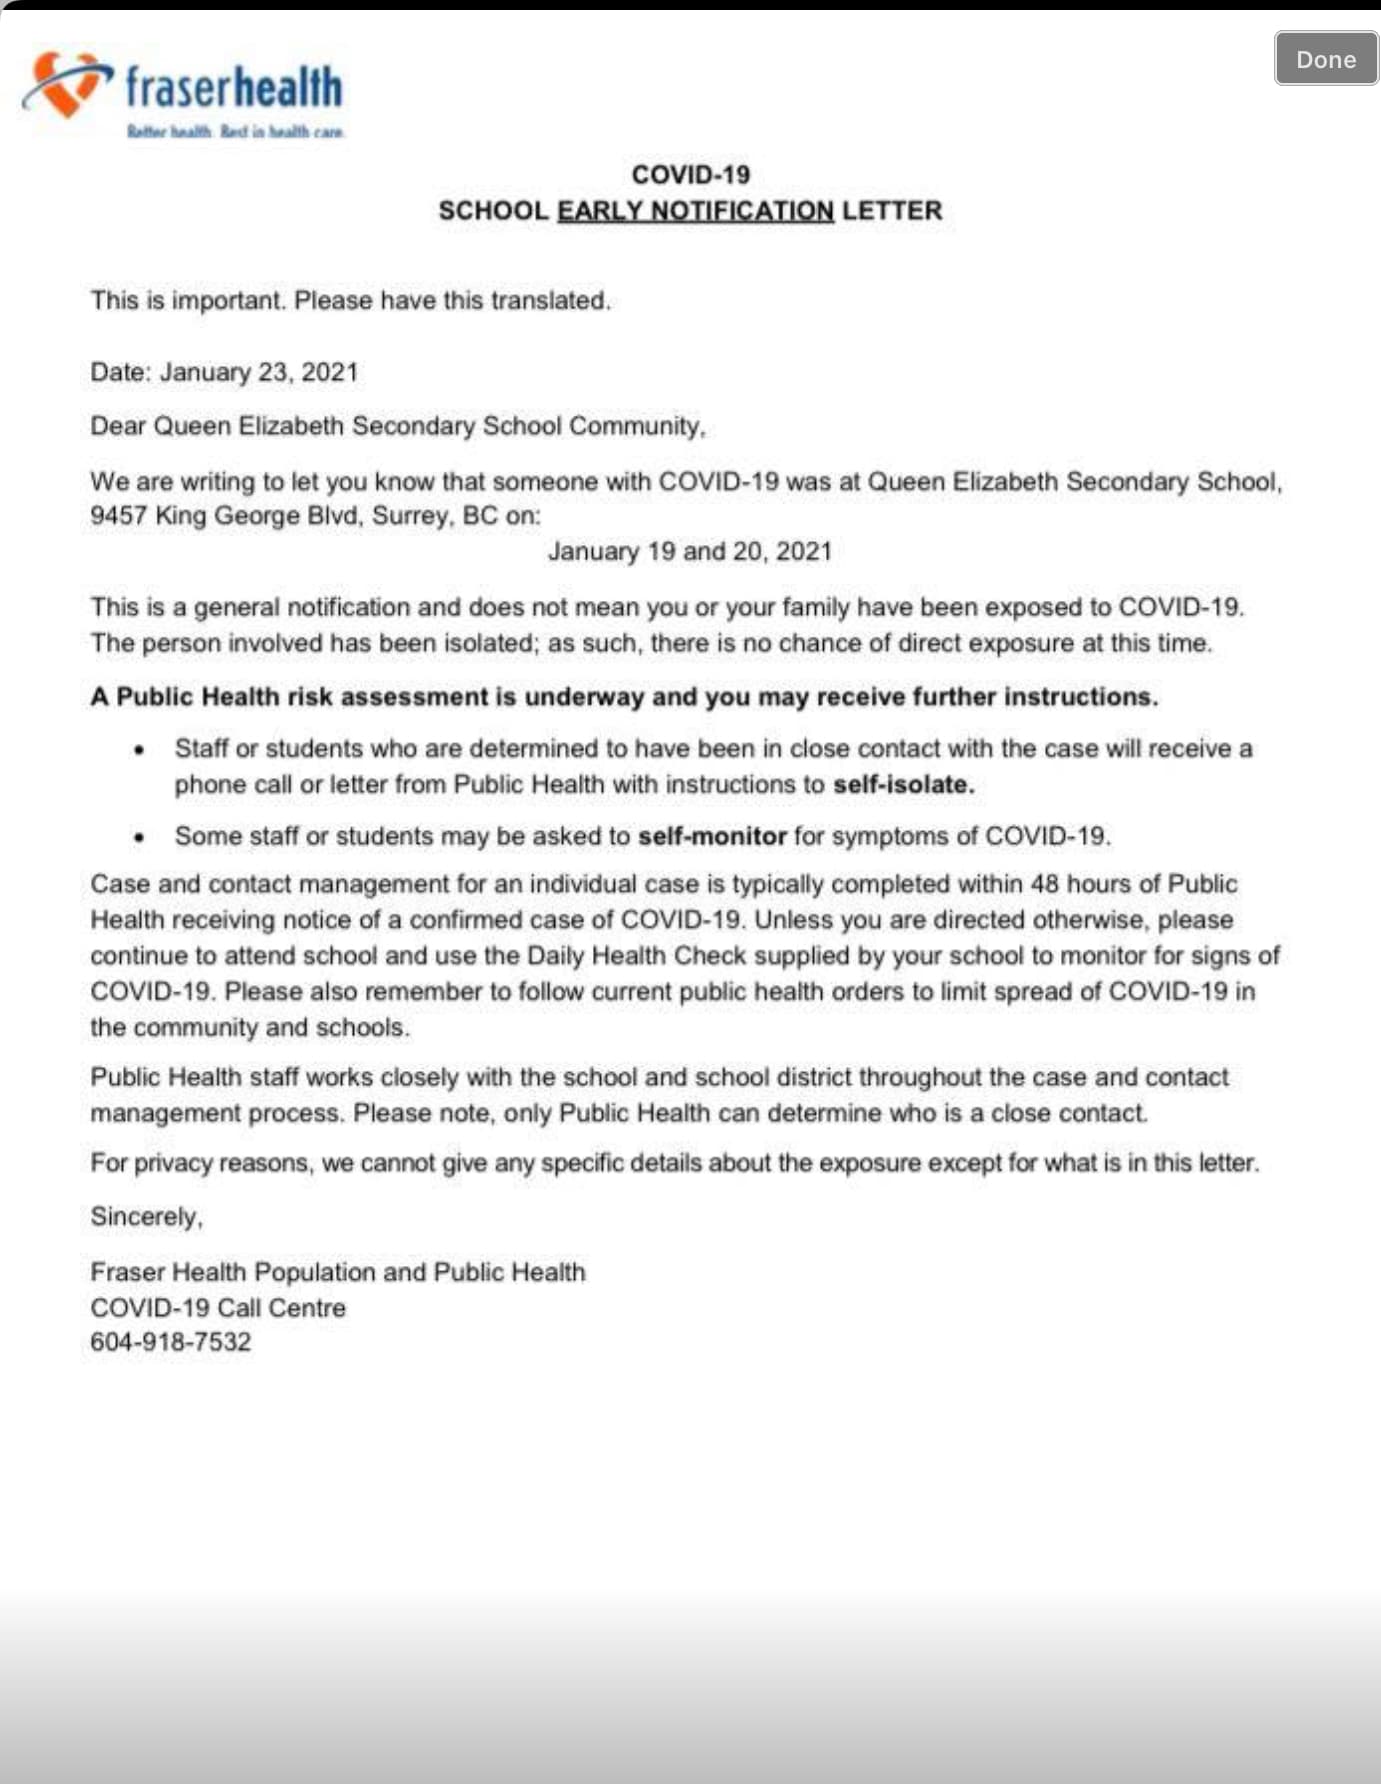 fraserhealth
Better health. Best in health care.
Done
COVID-19
SCHOOL EARLY NOTIFICATION LETTER
This is important. Please have this translated.
Date: January 23, 2021
Dear Queen Elizabeth Secondary School Community,
We are writing to let you know that someone with COVID-19 was at Queen Elizabeth Secondary School,
9457 King George Blvd, Surrey, BC on:
January 19 and 20, 2021
This is a general notification and does not mean you or your family have been exposed to COVID-19.
The person involved has been isolated; as such, there is no chance of direct exposure at this time.
A Public Health risk assessment is underway and you may receive further instructions.
• Staff or students who are determined to have been in close contact with the case will receive a
phone call or letter from Public Health with instructions to self-isolate.
• Some staff or students may be asked to self-monitor for symptoms of COVID-19.
Case and contact management for an individual case is typically completed within 48 hours of Public
Health receiving notice of a confirmed case of COVID-19. Unless you are directed otherwise, please
continue to attend school and use the Daily Health Check supplied by your school to monitor for signs of
COVID-19. Please also remember to follow current public health orders to limit spread of COVID-19 in
the community and schools.
Public Health staff works closely with the school and school district throughout the case and contact
management process. Please note, only Public Health can determine who is a close contact.
For privacy reasons, we cannot give any specific details about the exposure except for what is in this letter.
Sincerely,
Fraser Health Population and Public Health
COVID-19 Call Centre
604-918-7532